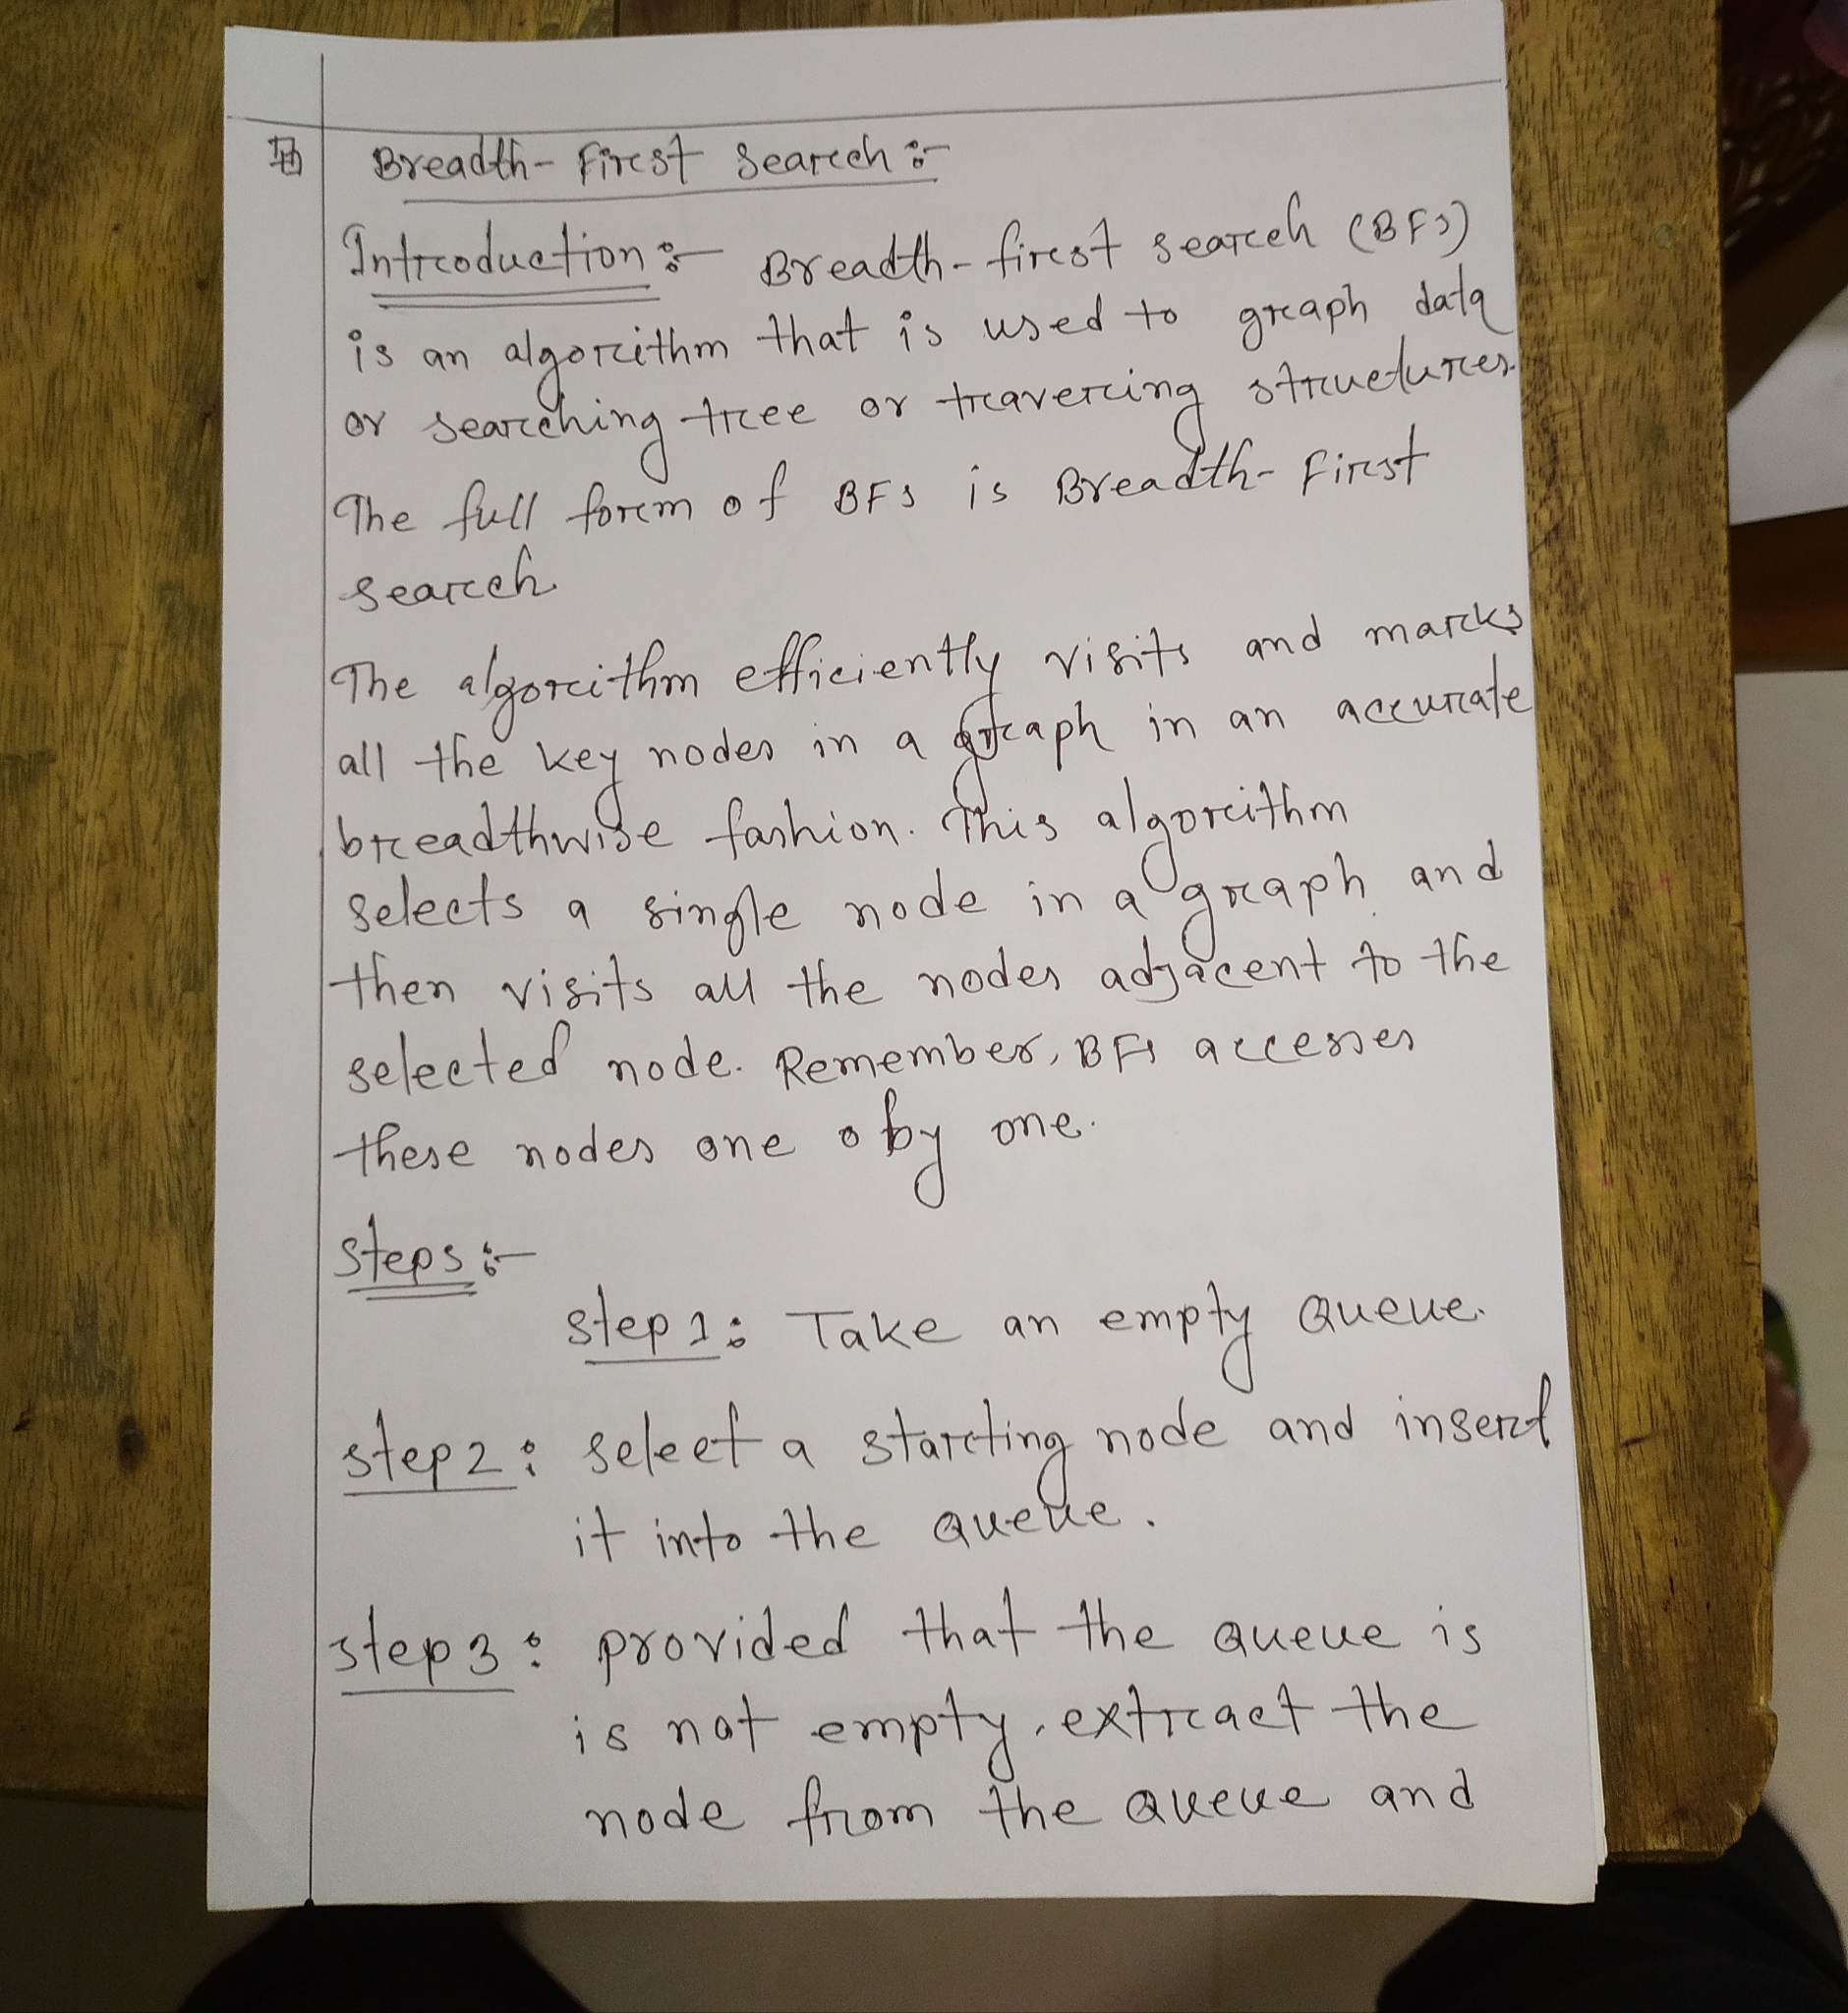 Breadth-First Search :-
Introduction :- Breadth-first search (BFS)
is an algorithm that is used to graph data
or searching tree or travercing structures.
The full form of BFS is Breadth-First
search.
The algorithm efficiently visits and marks
all the key nodes in a graph in an accurate
breadthwise fashion. This algorithm
selects a single node in a graph and
then visits all the nodes adjacent to the
selected node. Remember, BFS accesses
these nodes one by one.
Steps :-
Step 1: Take an empty Queue.
Step 2: select a starting node and insert
it into the Queue.
Step 3: provided that the Queue is
is not empty, extract the
node from the Queue and